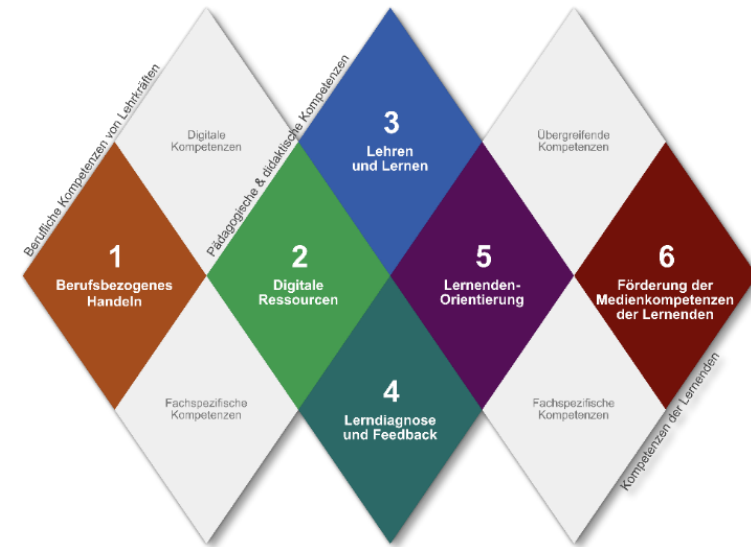 Berufliche Kompetenzen von Lehrkräften
Digitale
Kompetenzen
Pädagogische & didaktische Kompetenzen
3
Lehren
und Lernen
Übergreifende
Kompetenzen
1
Berufsbezogenes
Handeln
2
Digitale
Ressourcen
5
Lernenden-
Orientierung
6
Förderung der
Medienkompetenzen
der Lernenden
Fachspezifische
Kompetenzen
4
Lerndiagnose
und Feedback
Fachspezifische
Kompetenzen
Kompetenzen der Lernenden